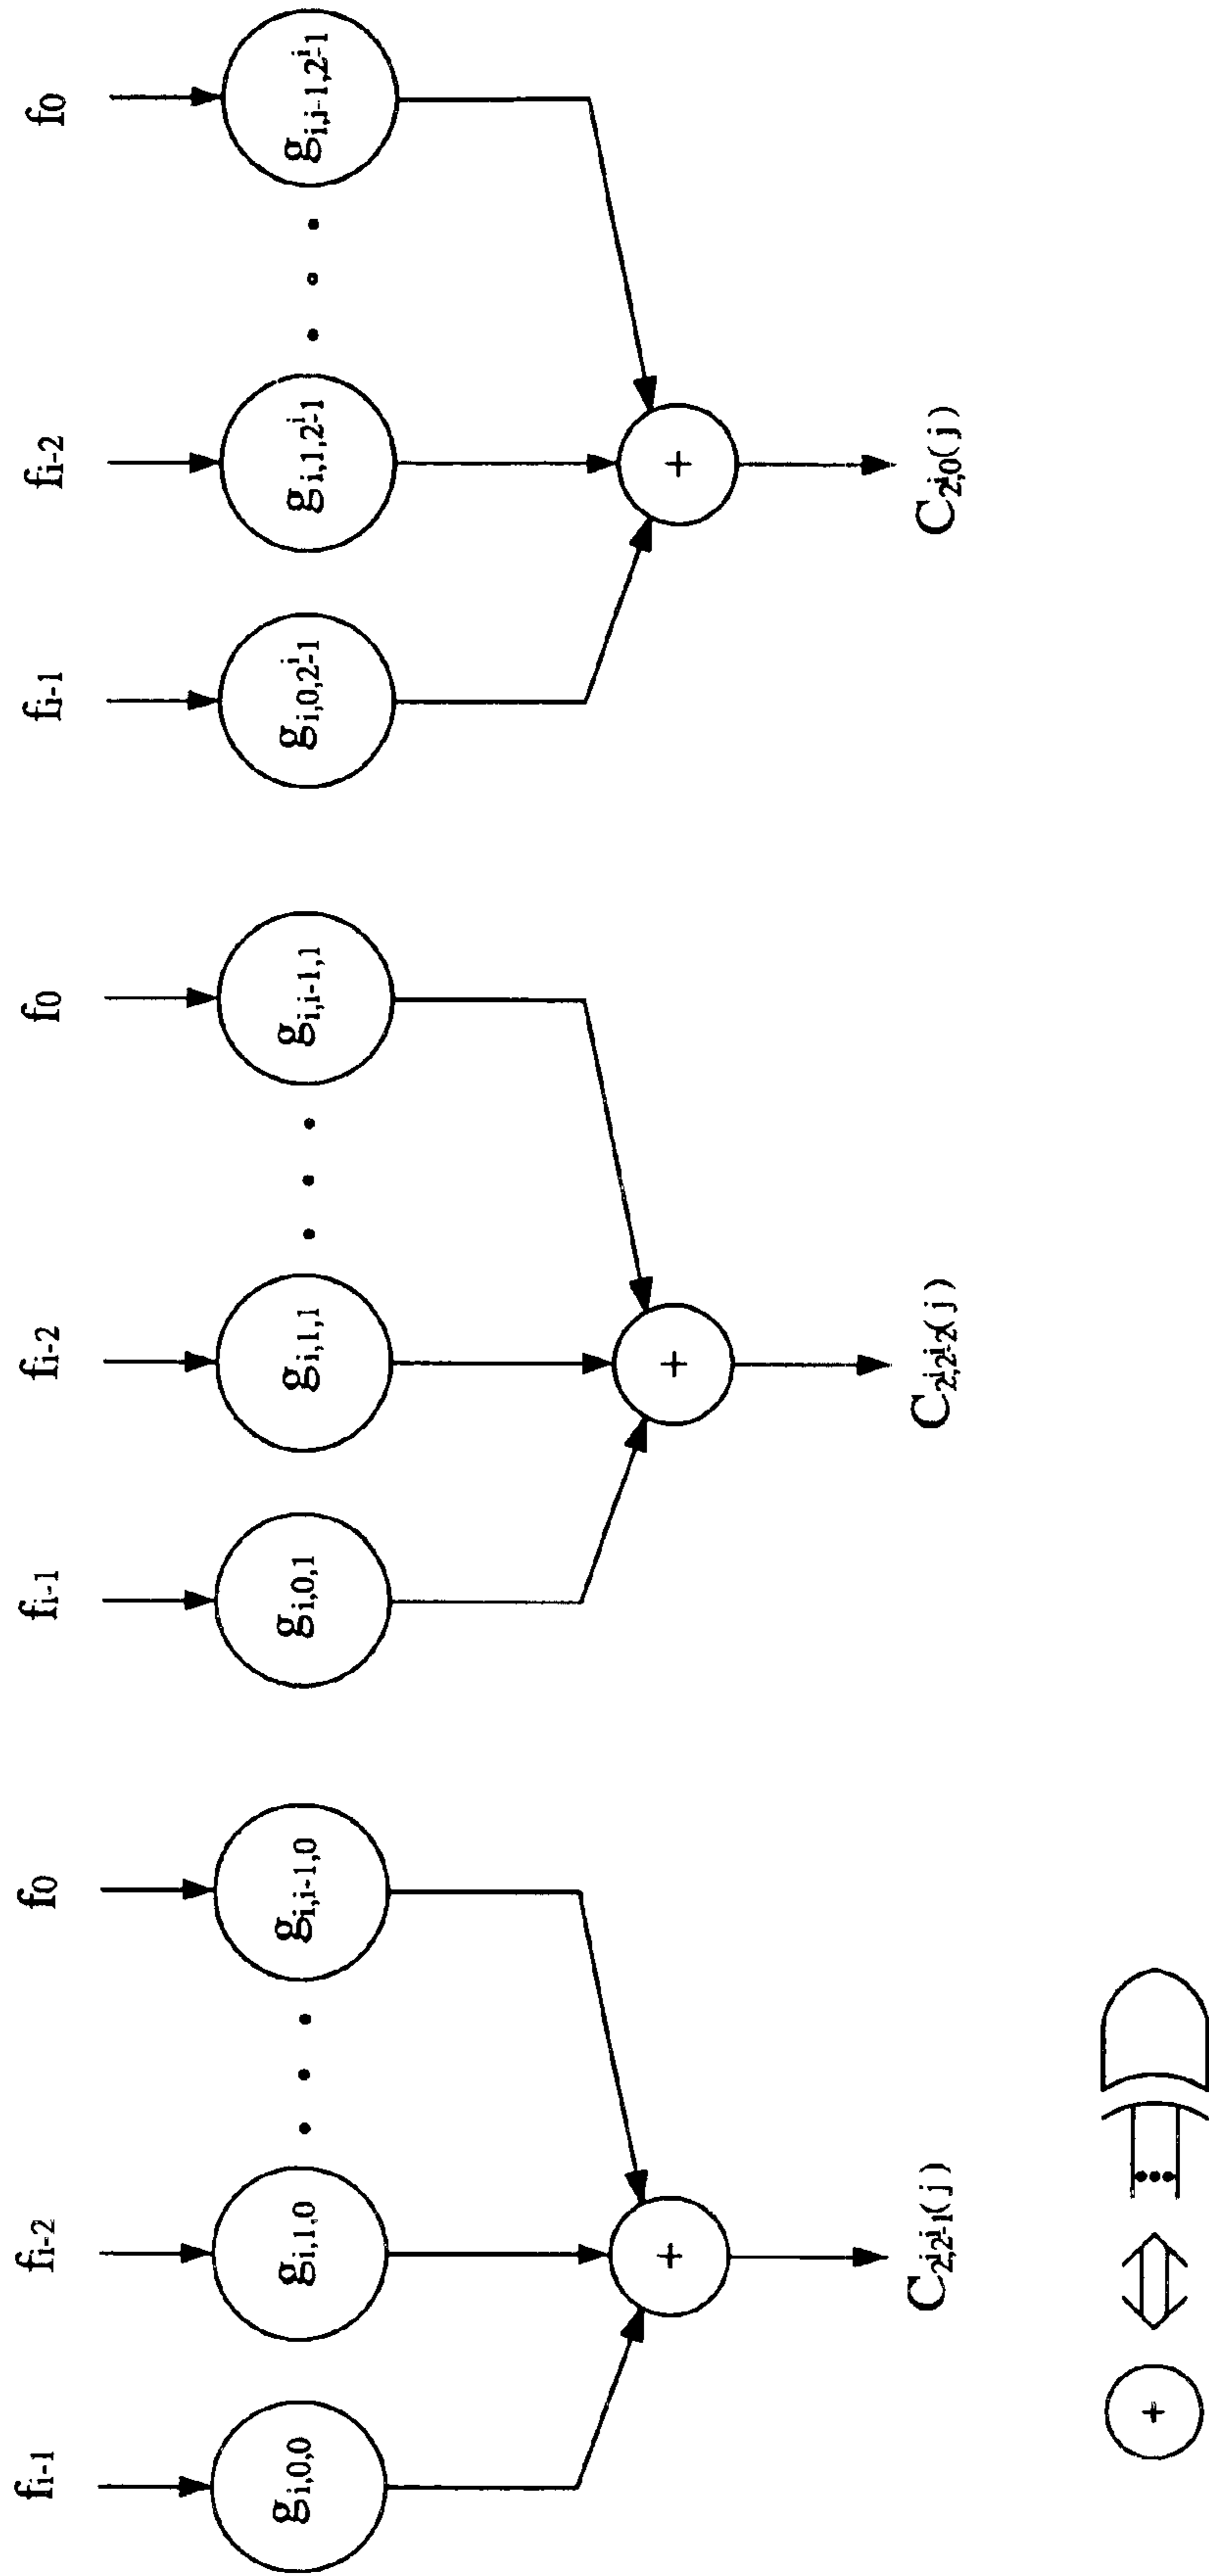 f_{i-1} f_{i-2} f_0
g_{i,0,0} g_{i,1,0} g_{i,i-1,0}
+
C_{2^i,2^i-1}(j)
f_{i-1} f_{i-2} f_0
g_{i,0,1} g_{i,1,1} g_{i,i-1,1}
+
C_{2^i,2^i-2}(j)
f_{i-1} f_{i-2} f_0
g_{i,0,2^i-1} g_{i,1,2^i-1} g_{i,j-1,2^i-1}
+
C_{2^i,0}(j)
+